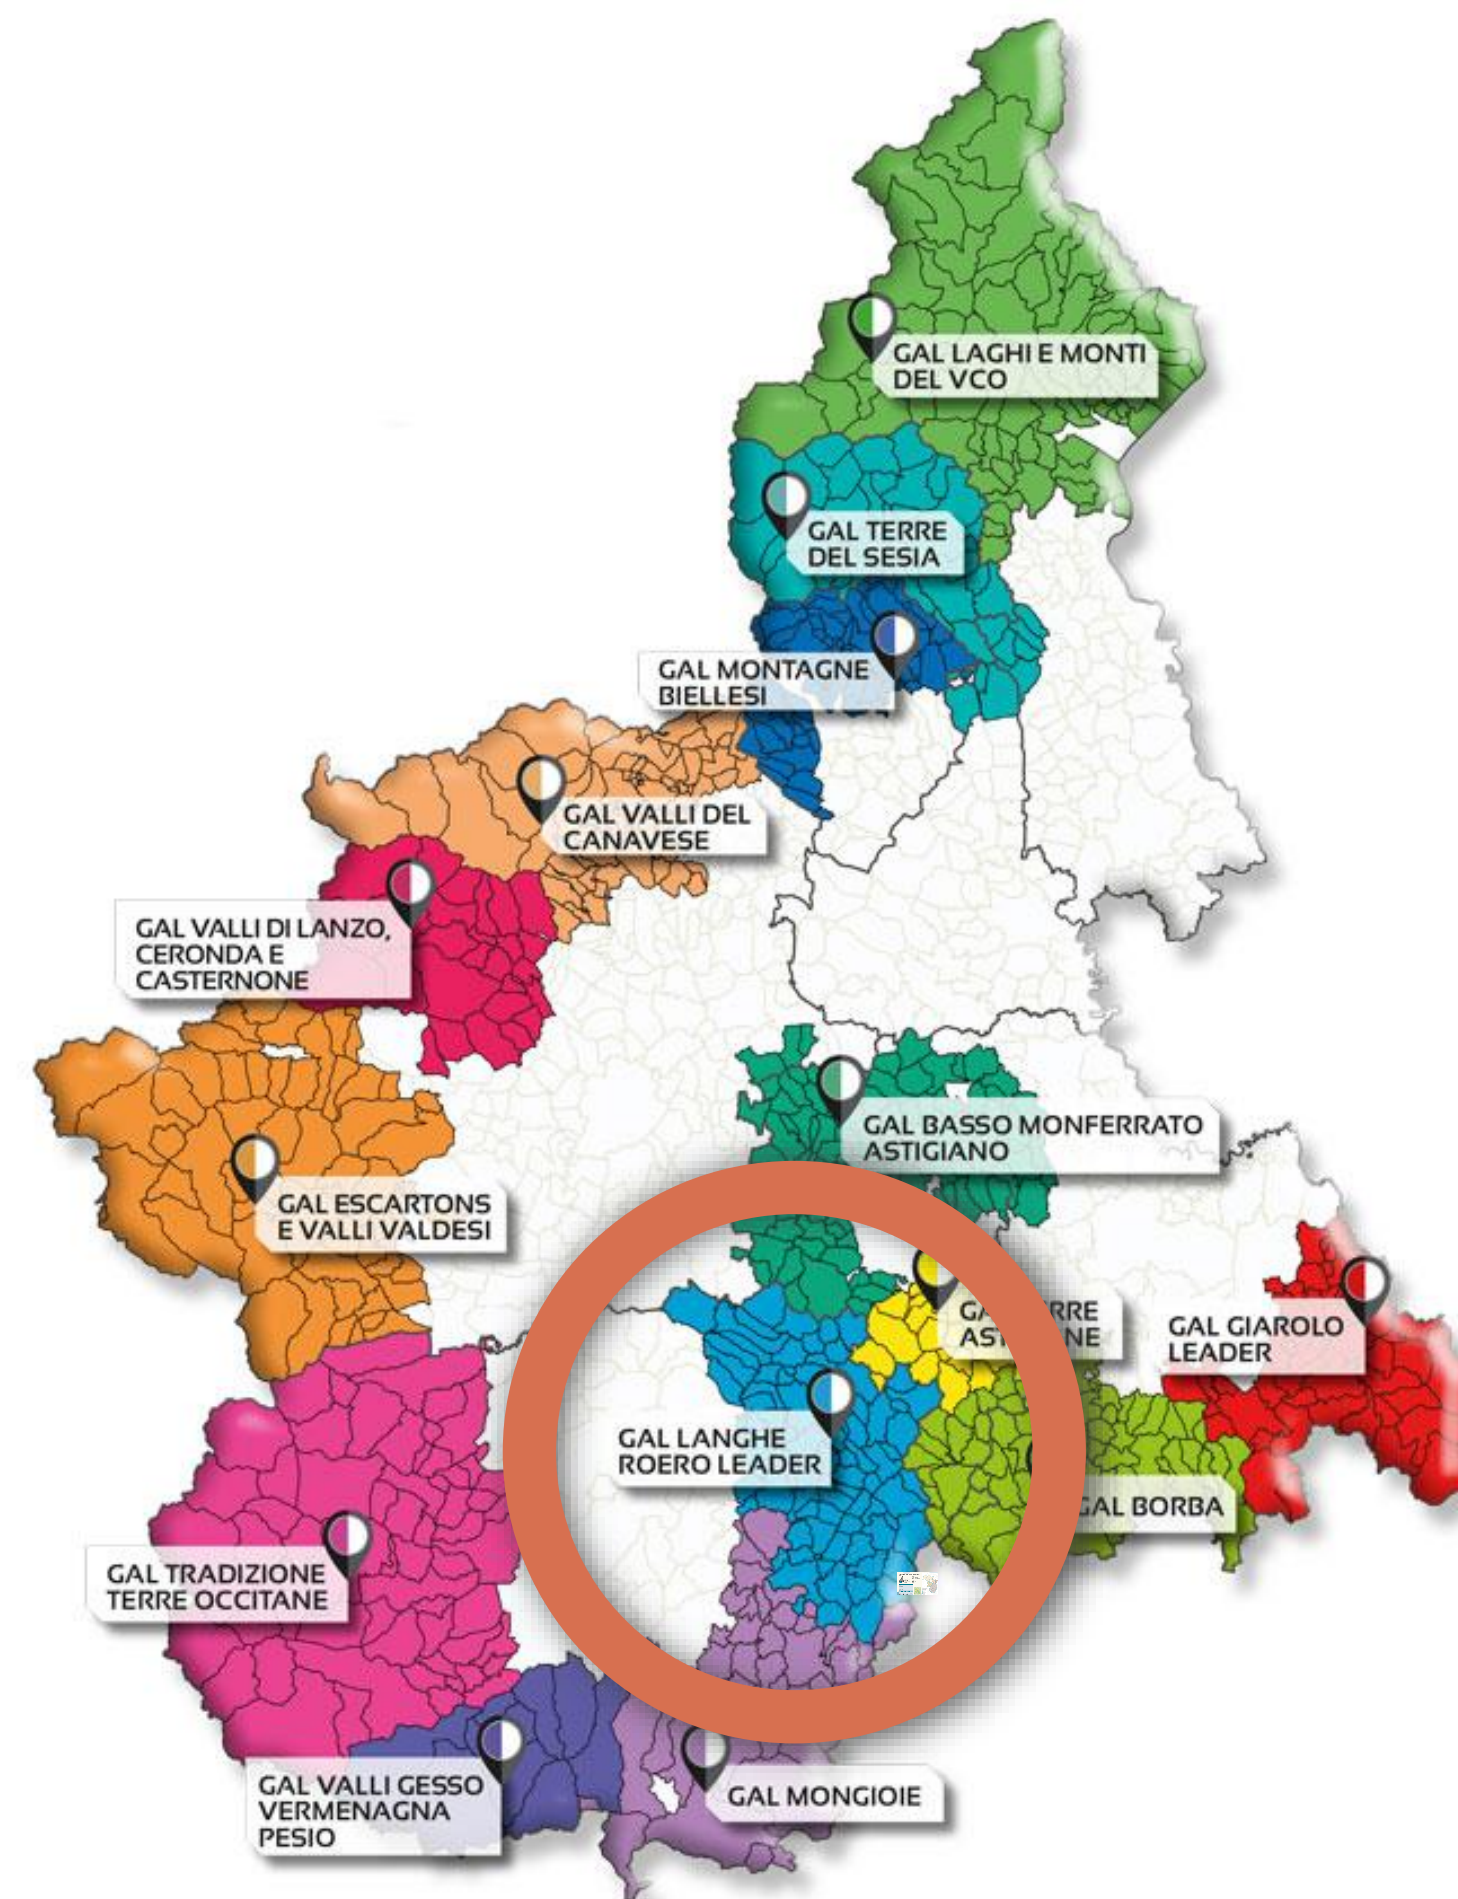 GAL LAGHI E MONTI
DEL VCO
GAL TERRE
DEL SESIA
GAL MONTAGNE
BIELLESI
GAL VALLI DEL
CANAVESE
GAL VALLI DI LANZO,
CERONDA E
CASTERNONE
GAL BASSO MONFERRATO
ASTIGIANO
GAL ESCARTONS
E VALLI VALDESI
GAL GIAROLO
LEADER
GAL LANGHE
ROERO LEADER
GAL BORBA
GAL TRADIZIONE
TERRE OCCITANE
GAL VALLI GESSO
VERMENAGNA
PESIO
GAL MONGIOIE